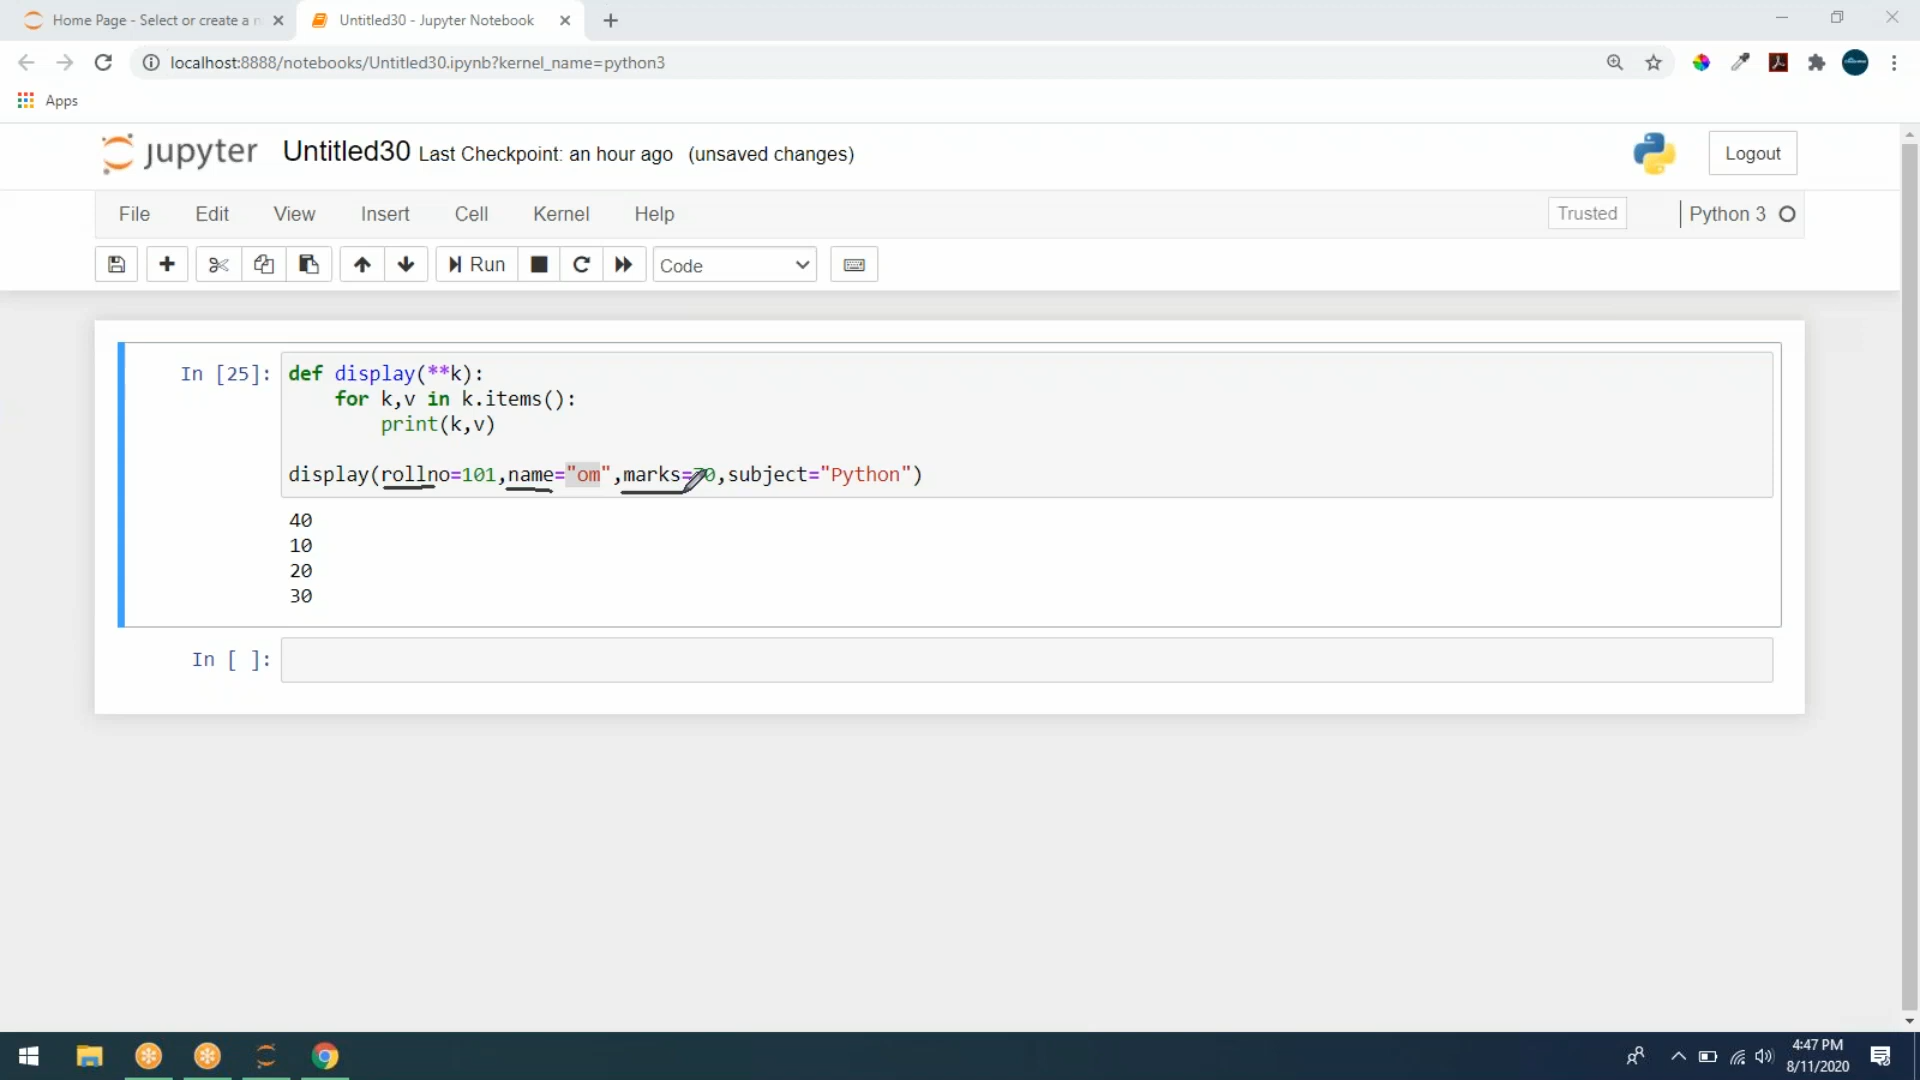 Home Page - Select or create a n
Untitled30 - Jupyter Notebook
localhost:8888/notebooks/Untitled30.ipynb?kernel_name=python3
Apps
jupyter Untitled30 Last Checkpoint: an hour ago (unsaved changes)
Logout
File Edit View Insert Cell Kernel Help
Trusted
Python 3
Run
Code
In [25]:
def display(**k):
    for k,v in k.items():
        print(k,v)
display(rollno=101,name="om",marks=70,subject="Python")
40
10
20
30
In [ ]:
4:47 PM
8/11/2020